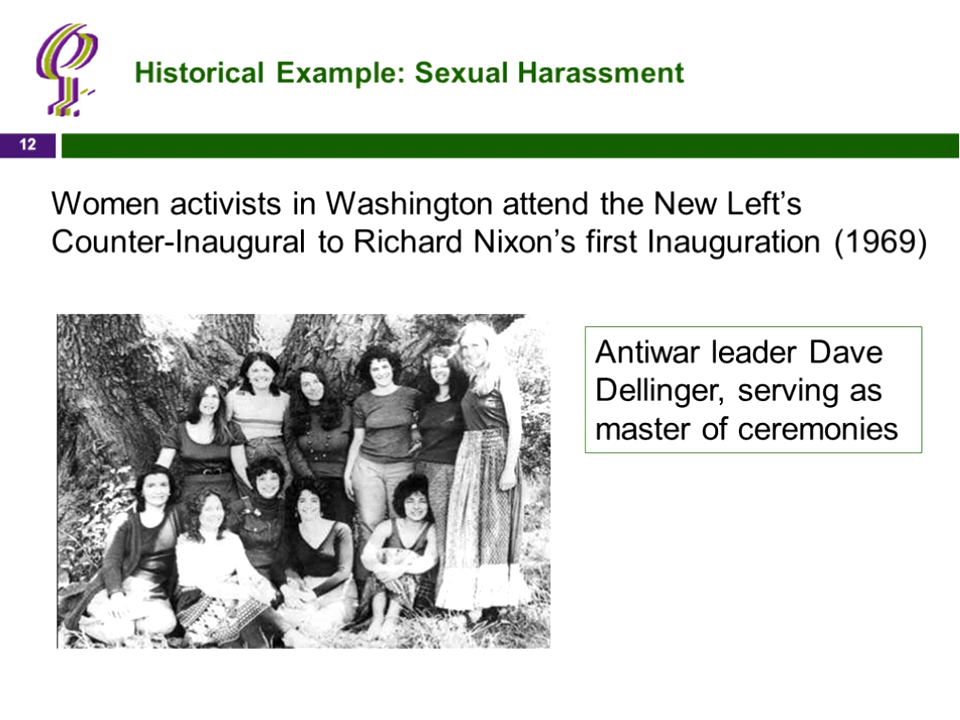 Historical Example: Sexual Harassment
12
Women activists in Washington attend the New Left’s
Counter-Inaugural to Richard Nixon’s first Inauguration (1969)
Antiwar leader Dave
Dellinger, serving as
master of ceremonies